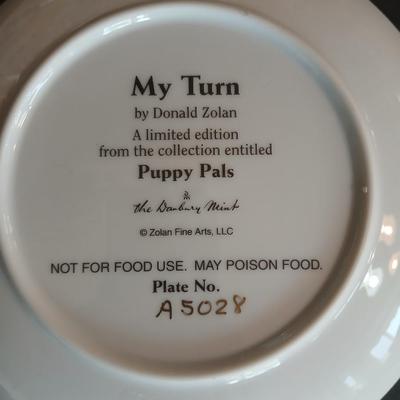 My Turn
by Donald Zolan
A limited edition
from the collection entitled
Puppy Pals
the Danbury Mint
© Zolan Fine Arts, LLC
NOT FOR FOOD USE. MAY POISON FOOD.
Plate No.
A5028